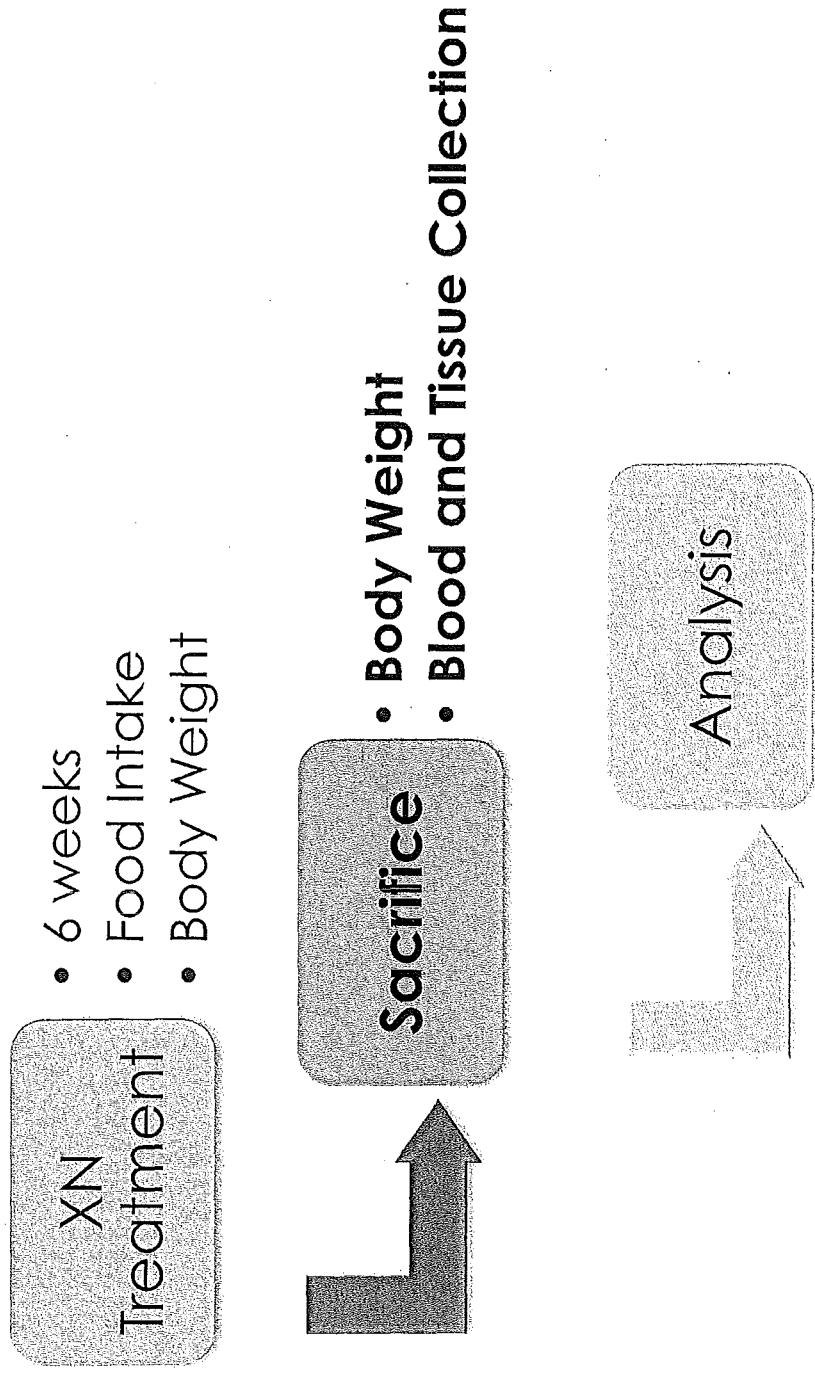 XN
Treatment
• 6 weeks
• Food Intake
• Body Weight
Sacrifice
• Body Weight
• Blood and Tissue Collection
Analysis